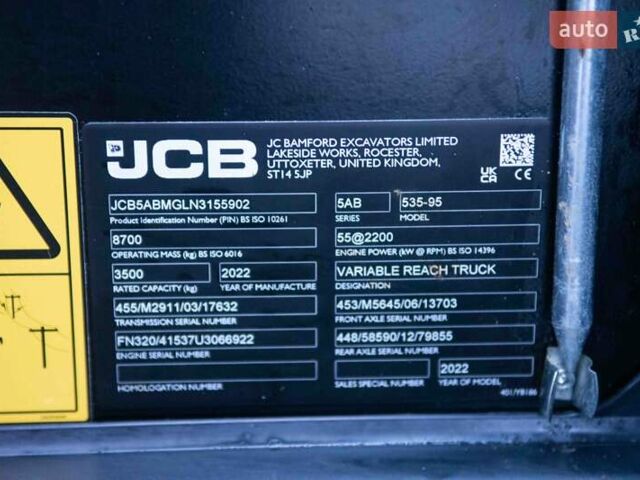 auto
JCB
JC BAMFORD EXCAVATORS LIMITED
LAKESIDE WORKS, ROCESTER,
UTTOXETER, UNITED KINGDOM,
ST14 5JP
UK CA CE
JCB5ABMGLN3155902
Product Identification Number (PIN) BS ISO 10261
5AB 535-95
SERIES MODEL
8700
OPERATING MASS (kg) BS ISO 6016
55@2200
ENGINE POWER (kW @ RPM) BS ISO 14396
3500 2022
RATED CAPACITY (kg) YEAR OF MANUFACTURE
VARIABLE REACH TRUCK
DESIGNATION
455/M2911/03/17632
TRANSMISSION SERIAL NUMBER
453/M5645/06/13703
FRONT AXLE SERIAL NUMBER
FN320/41537U3066922
ENGINE SERIAL NUMBER
448/58590/12/79855
REAR AXLE SERIAL NUMBER
HOMOLOGATION NUMBER
2022
SALES SPECIAL NUMBER YEAR OF MODEL
401/Y8186